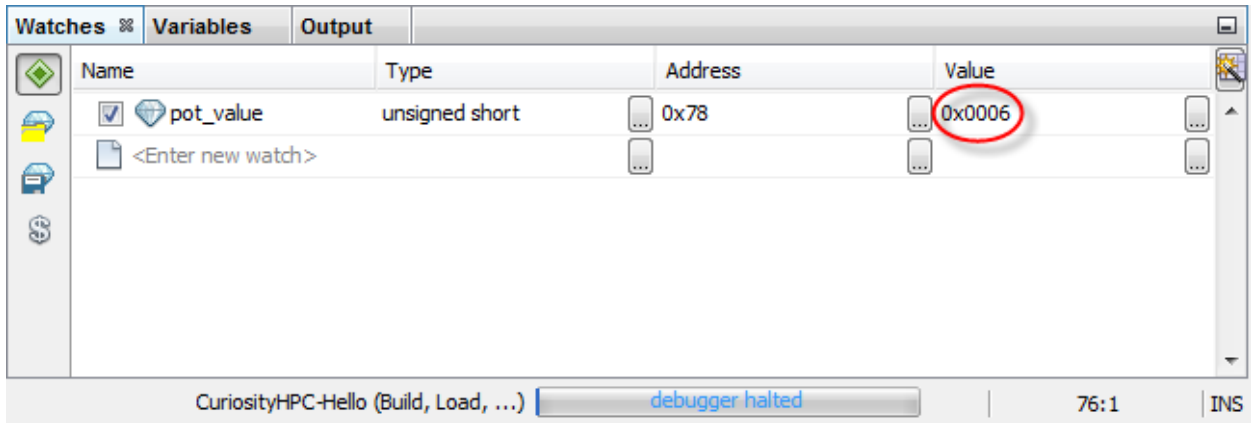 Watches Variables Output
Name Type Address Value
pot_value unsigned short ... 0x78 ... 0x0006 ...
<Enter new watch> ... ... ...
CuriosityHPC-Hello (Build, Load, ...) debugger halted 76:1 INS